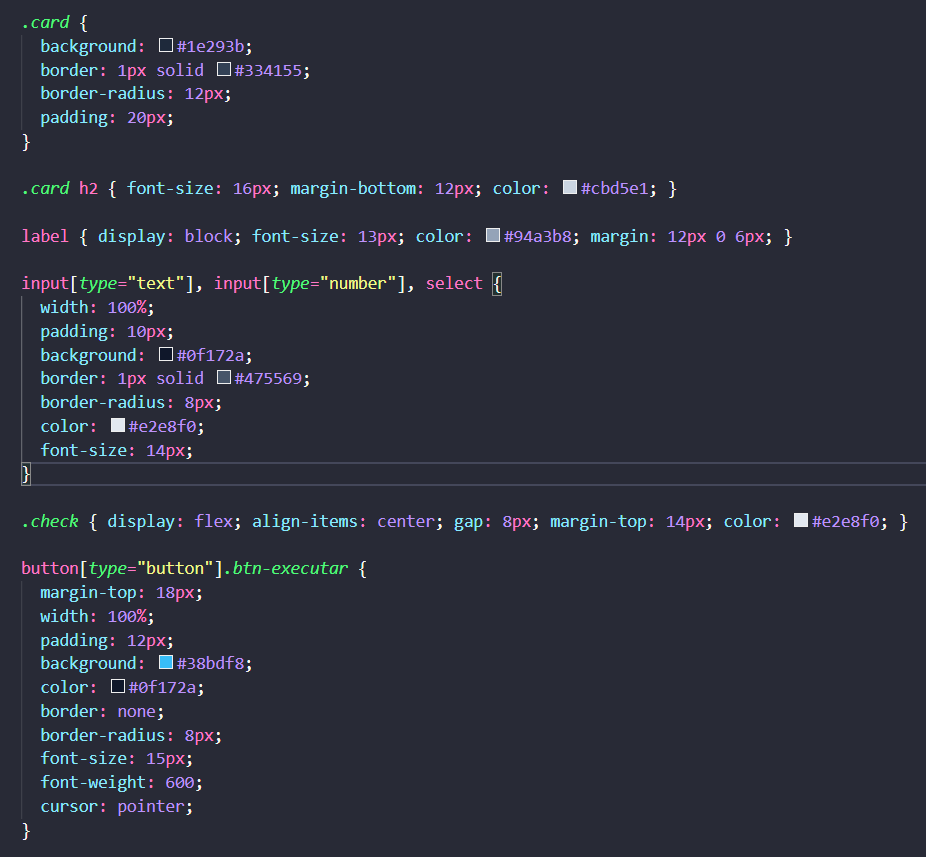 .card {
  background: #1e293b;
  border: 1px solid #334155;
  border-radius: 12px;
  padding: 20px;
}

.card h2 { font-size: 16px; margin-bottom: 12px; color: #cbd5e1; }

label { display: block; font-size: 13px; color: #94a3b8; margin: 12px 0 6px; }

input[type="text"], input[type="number"], select {
  width: 100%;
  padding: 10px;
  background: #0f172a;
  border: 1px solid #475569;
  border-radius: 8px;
  color: #e2e8f0;
  font-size: 14px;
}

.check { display: flex; align-items: center; gap: 8px; margin-top: 14px; color: #e2e8f0; }

button[type="button"].btn-executar {
  margin-top: 18px;
  width: 100%;
  padding: 12px;
  background: #38bdf8;
  color: #0f172a;
  border: none;
  border-radius: 8px;
  font-size: 15px;
  font-weight: 600;
  cursor: pointer;
}